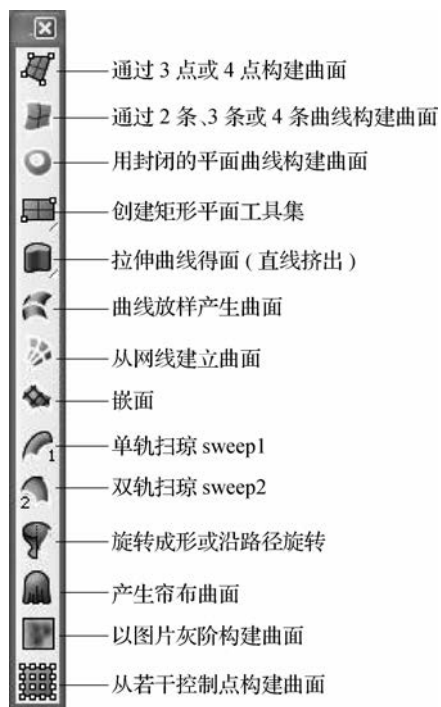 通过 3 点或 4 点构建曲面
通过 2 条、3 条或 4 条曲线构建曲面
用封闭的平面曲线构建曲面
创建矩形平面工具集
拉伸曲线得面 ( 直线挤出 )
曲线放样产生曲面
从网线建立曲面
嵌面
单轨扫琼 sweep1
1
双轨扫琼 sweep2
2
旋转成形或沿路径旋转
产生帘布曲面
以图片灰阶构建曲面
从若干控制点构建曲面